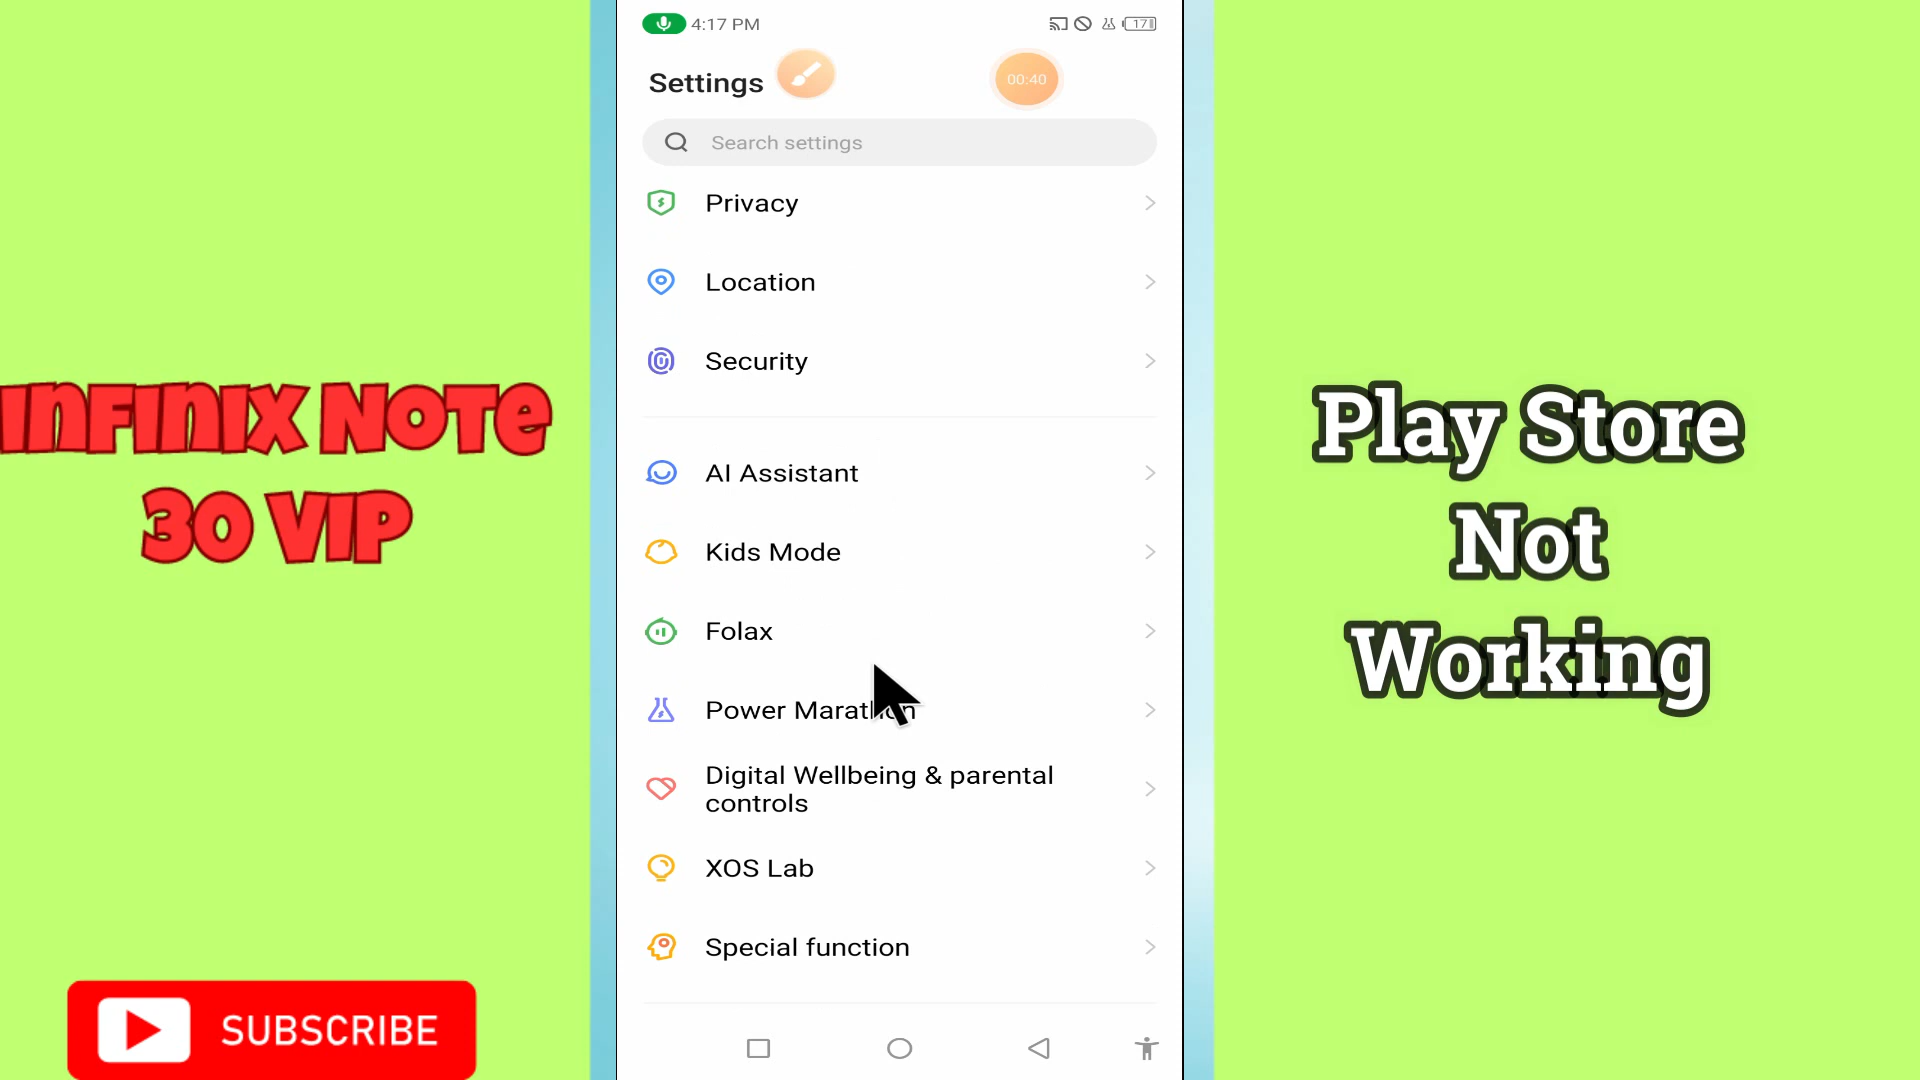 INFINIX NOTE
30 VIP
SUBSCRIBE
4:17 PM
17
Settings
00:40
Search settings
Privacy
Location
Security
AI Assistant
Kids Mode
Folax
Power Marathon
Digital Wellbeing & parental
controls
XOS Lab
Special function
Play Store
Not
Working